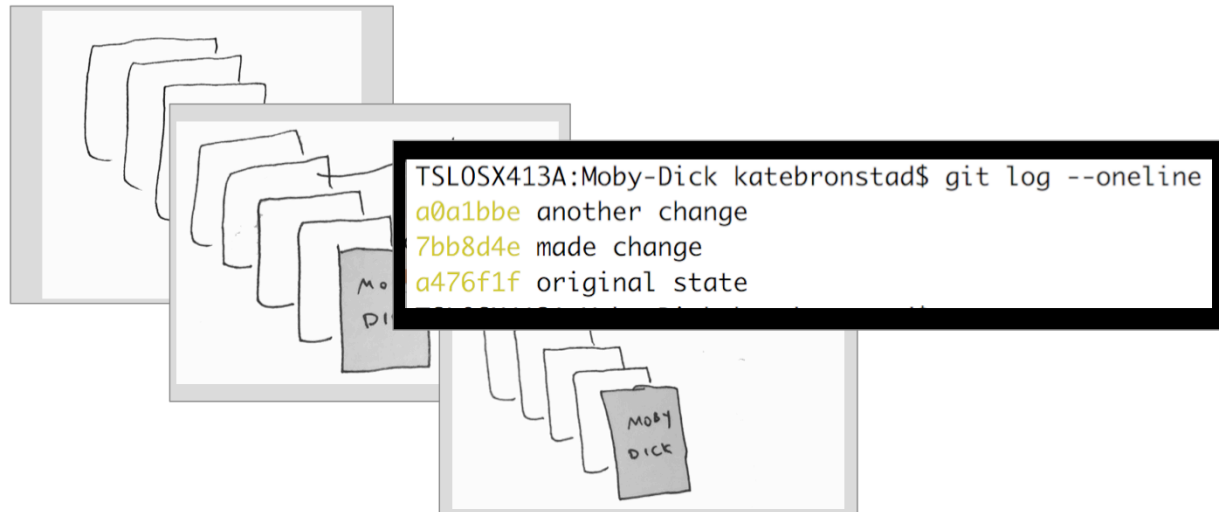 TSLOSX413A:Moby-Dick katebronstad$ git log --oneline
a0a1bbe another change
7bb8d4e made change
a476f1f original state
MOBY
DICK